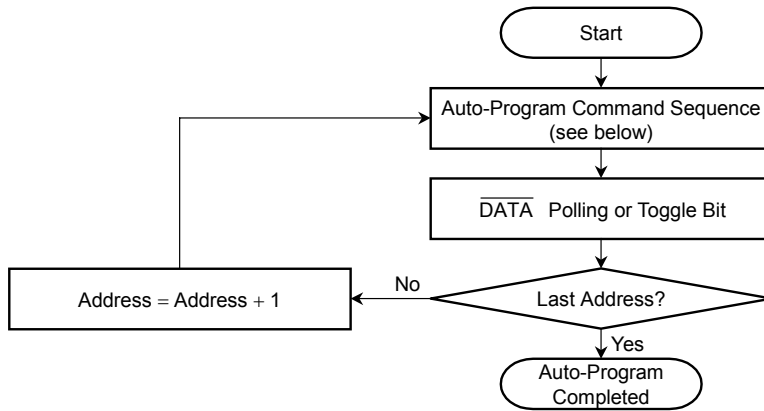 Start
Auto-Program Command Sequence
(see below)
DATA Polling or Toggle Bit
No
Address = Address + 1
Last Address?
Yes
Auto-Program
Completed